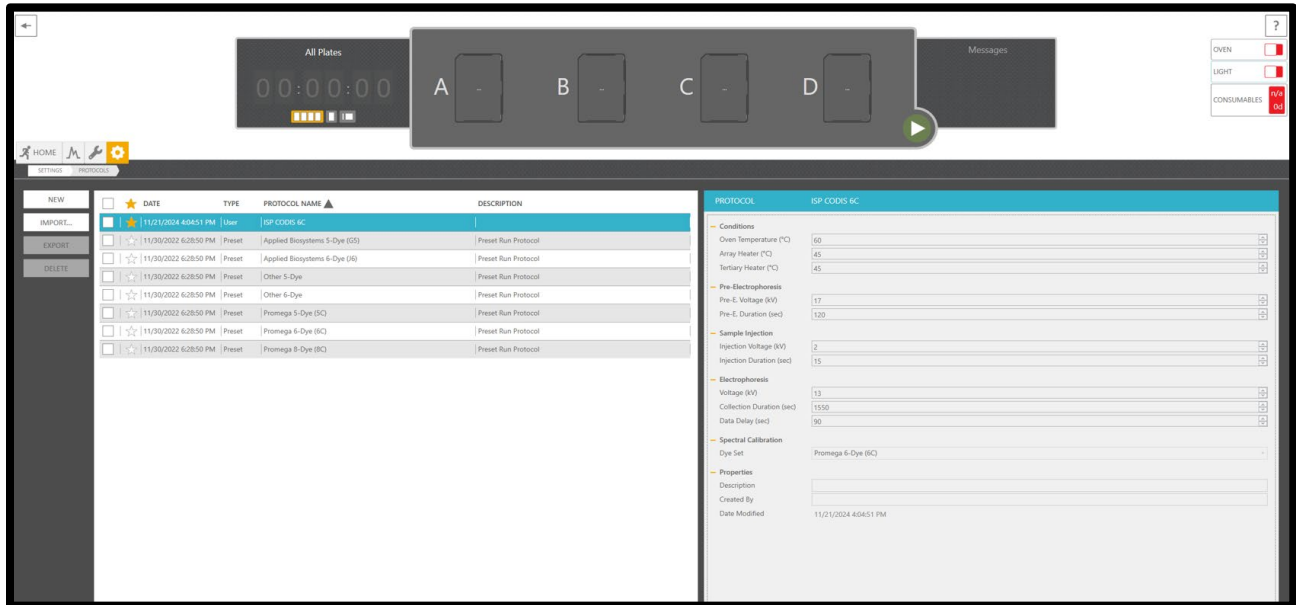 ?
All Plates
Messages
OVEN
00:00:00
A -- B -- C -- D --
LIGHT
CONSUMABLES n/a 0d
HOME
SETTINGS PROTOCOLS
NEW
IMPORT...
EXPORT
DELETE
DATE TYPE PROTOCOL NAME DESCRIPTION
11/21/2024 4:04:51 PM User ISP CODIS 6C
11/30/2022 6:28:50 PM Preset Applied Biosystems 5-Dye (G5) Preset Run Protocol
11/30/2022 6:28:50 PM Preset Applied Biosystems 6-Dye (J6) Preset Run Protocol
11/30/2022 6:28:50 PM Preset Other 5-Dye Preset Run Protocol
11/30/2022 6:28:50 PM Preset Other 6-Dye Preset Run Protocol
11/30/2022 6:28:50 PM Preset Promega 5-Dye (5C) Preset Run Protocol
11/30/2022 6:28:50 PM Preset Promega 6-Dye (6C) Preset Run Protocol
11/30/2022 6:28:50 PM Preset Promega 8-Dye (8C) Preset Run Protocol
PROTOCOL ISP CODIS 6C
Conditions
Oven Temperature (°C) 60
Array Heater (°C) 45
Tertiary Heater (°C) 45
Pre-Electrophoresis
Pre-E. Voltage (kV) 17
Pre-E. Duration (sec) 120
Sample Injection
Injection Voltage (kV) 2
Injection Duration (sec) 15
Electrophoresis
Voltage (kV) 13
Collection Duration (sec) 1550
Data Delay (sec) 90
Spectral Calibration
Dye Set Promega 6-Dye (6C)
Properties
Description
Created By
Date Modified 11/21/2024 4:04:51 PM